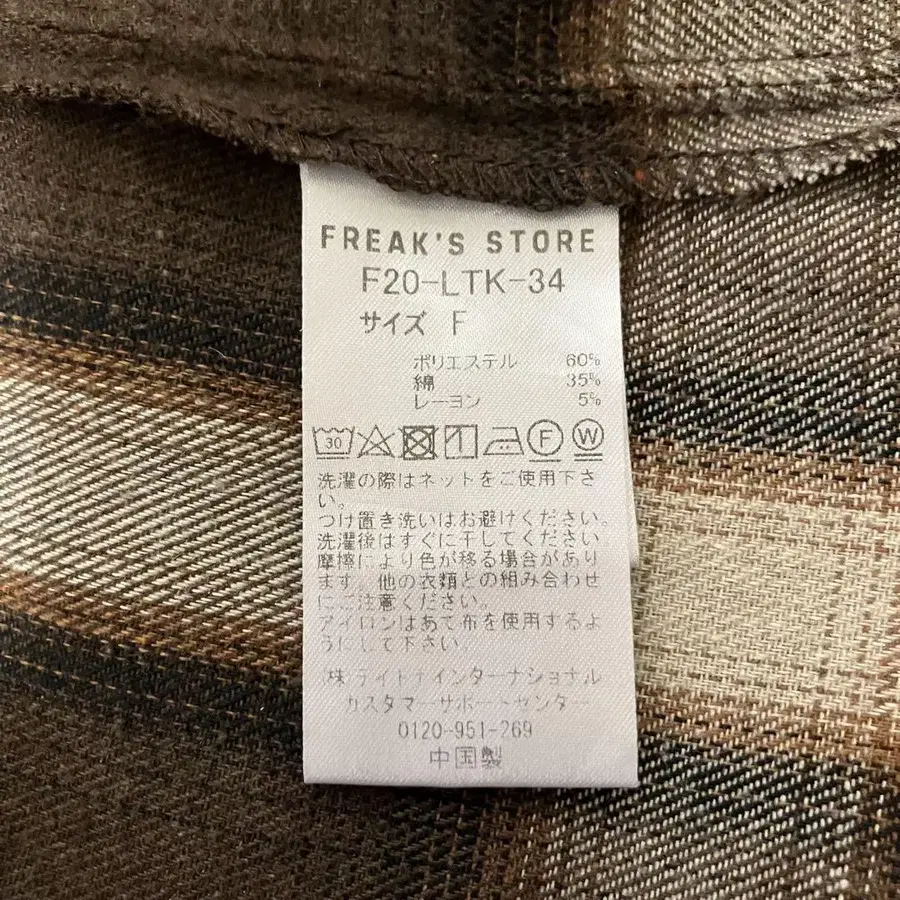 FREAK'S STORE
F20-LTK-34
サイズ F
ポリエステル 60%
綿 35%
レーヨン 5%
30 F W
洗濯の際はネットをご使用下さ
い。
つけ置き洗いはお避けください。
洗濯後はすぐに干してください
摩擦により色が移る場合があり
ます。他の衣類との組み合わせ
にご注意ください。
アイロンはあて布を使用するよ
うにして下さい。
(株)デイトナインターナショナル
カスタマーサポートセンター
0120-951-269
中国製